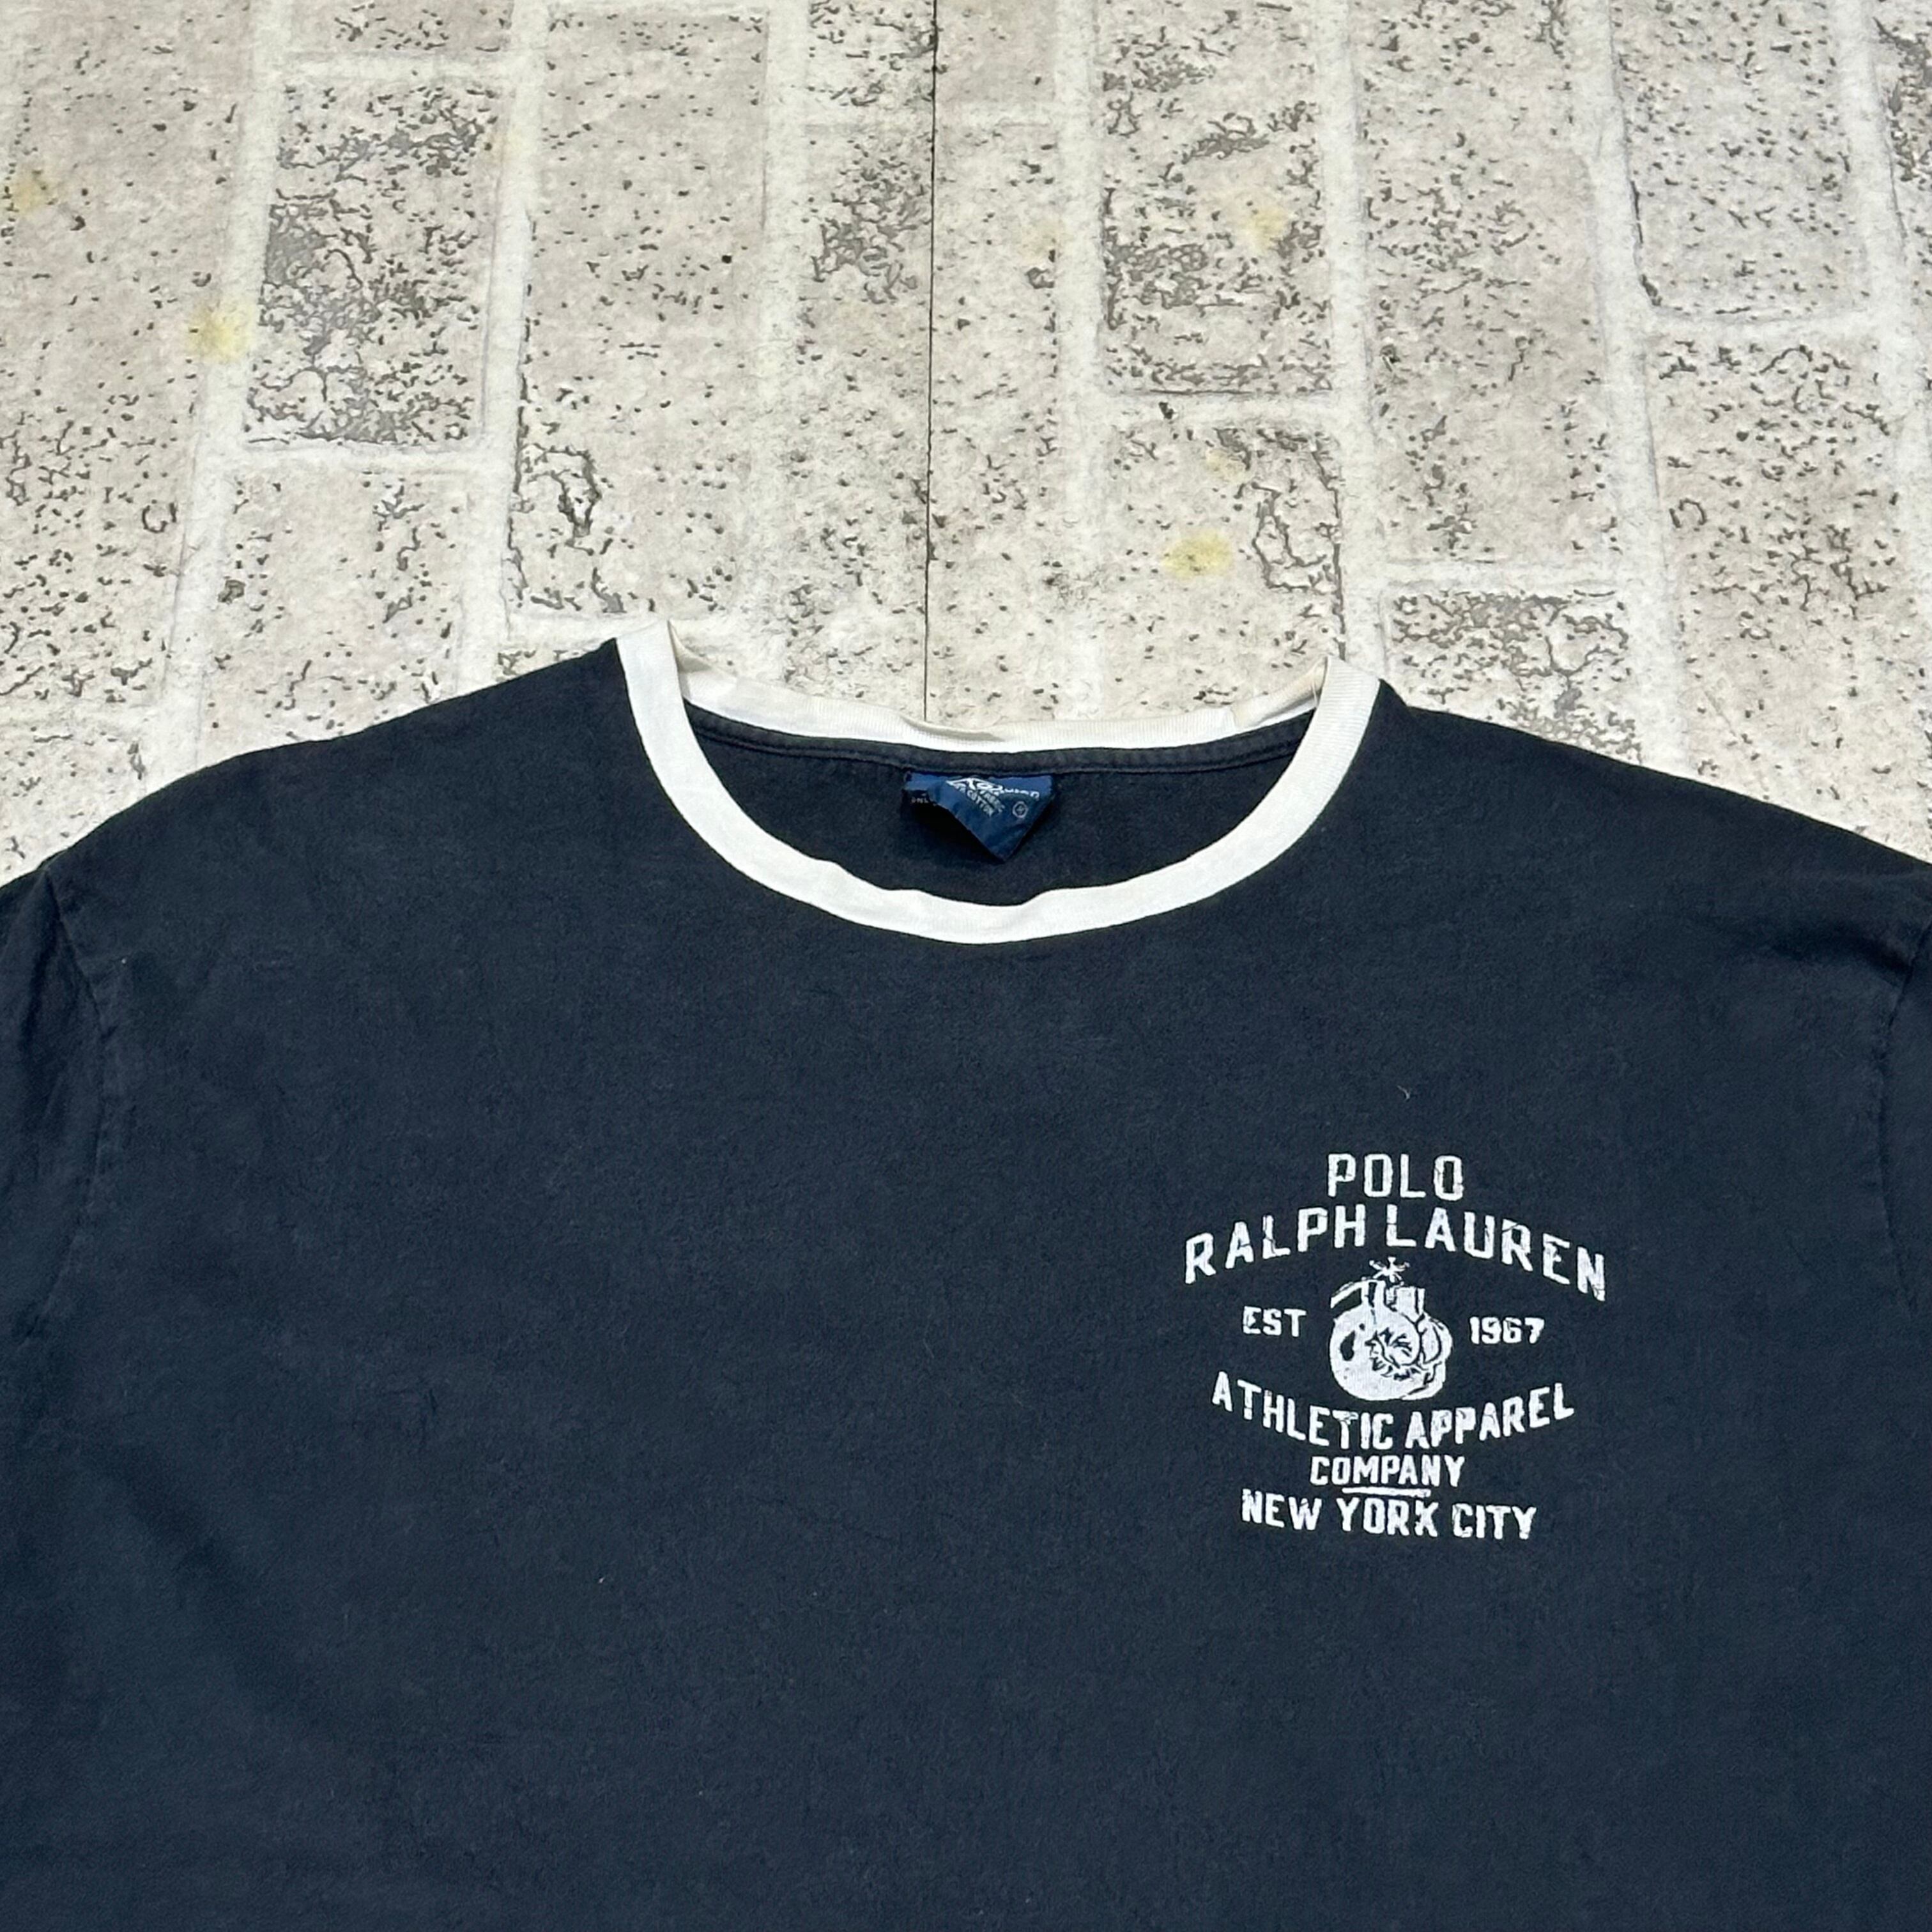 POLO
RALPH LAUREN
EST 1967
ATHLETIC APPAREL
COMPANY
NEW YORK CITY